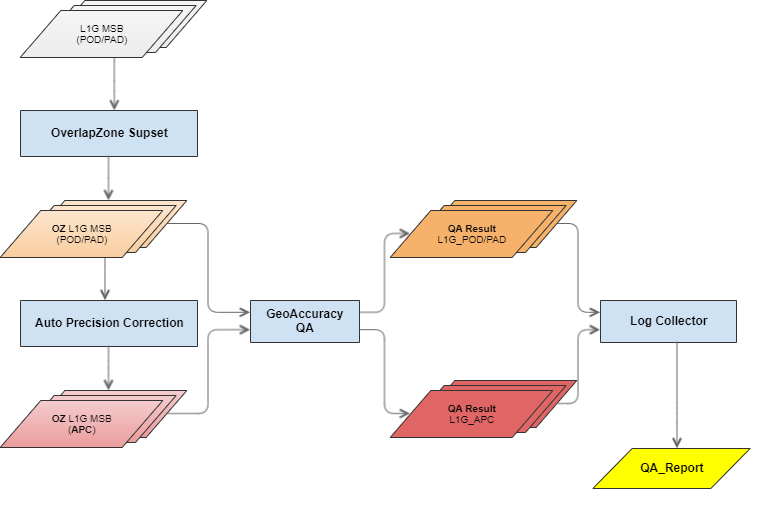 L1G MSB
(POD/PAD)
OverlapZone Supset
OZ L1G MSB
(POD/PAD)
Auto Precision Correction
OZ L1G MSB
(APC)
GeoAccuracy
QA
QA Result
L1G_POD/PAD
QA Result
L1G_APC
Log Collector
QA_Report